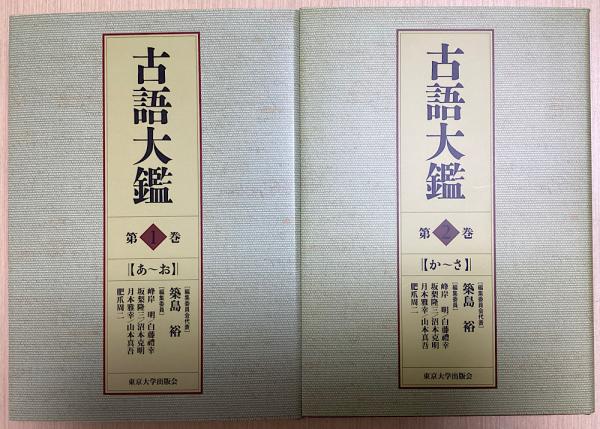 古語大鑑
第1巻
【あ～お】
［編集委員会代表］
築島 裕
［編集委員］
峰岸 明／白藤禮幸
坂梨隆三／沼本克明
月本雅幸／山本真吾
肥爪周二
東京大学出版会
古語大鑑
第2巻
【か～さ】
［編集委員会代表］
築島 裕
［編集委員］
峰岸 明／白藤禮幸
坂梨隆三／沼本克明
月本雅幸／山本真吾
肥爪周二
東京大学出版会